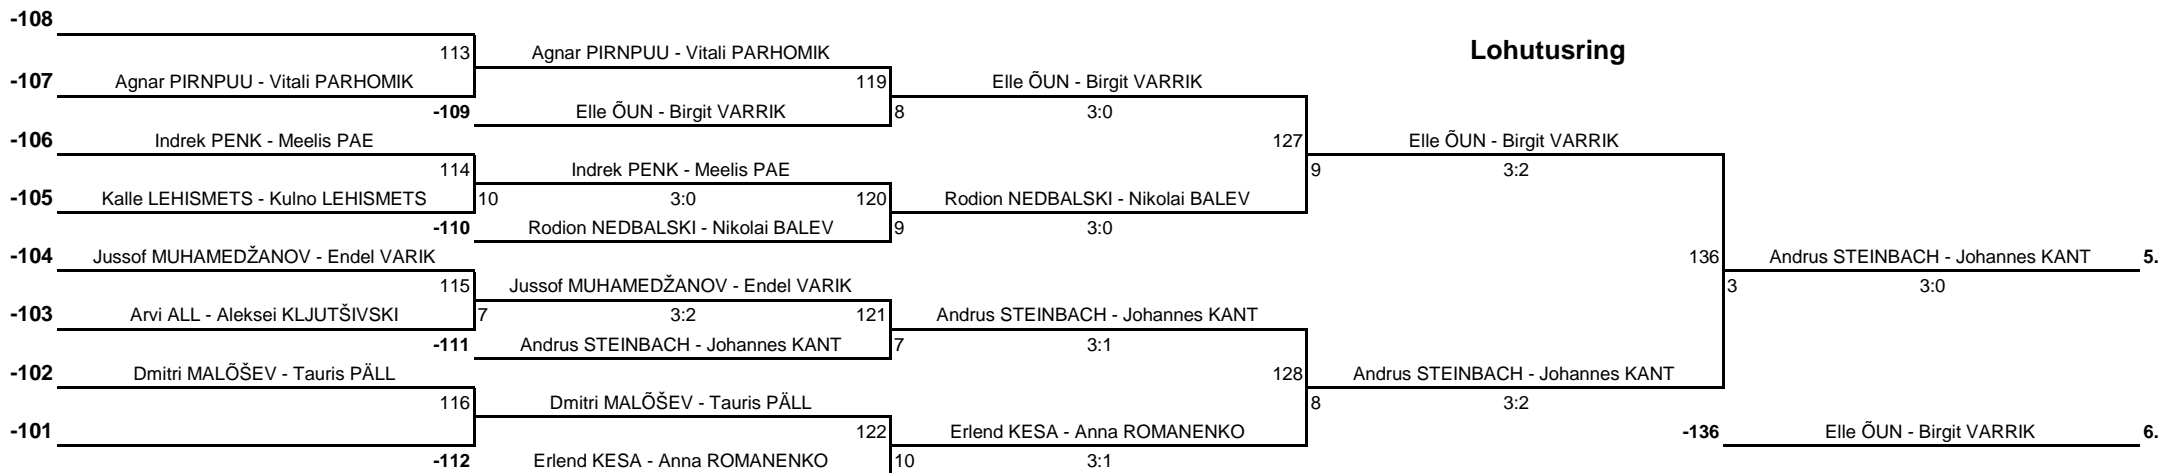 -108
113 Agnar PIRNPUU - Vitali PARHOMIK Lohutusring
-107 Agnar PIRNPUU - Vitali PARHOMIK 119 Elle ÕUN - Birgit VARRIK
-109 Elle ÕUN - Birgit VARRIK 8 3:0
-106 Indrek PENK - Meelis PAE 127 Elle ÕUN - Birgit VARRIK
114 Indrek PENK - Meelis PAE 9 3:2
-105 Kalle LEHISMETS - Kulno LEHISMETS 10 3:0 120 Rodion NEDBALSKI - Nikolai BALEV
-110 Rodion NEDBALSKI - Nikolai BALEV 9 3:0
-104 Jussof MUHAMEDŽANOV - Endel VARIK 136 Andrus STEINBACH - Johannes KANT 5.
115 Jussof MUHAMEDŽANOV - Endel VARIK 3 3:0
-103 Arvi ALL - Aleksei KLJUTŠIVSKI 7 3:2 121 Andrus STEINBACH - Johannes KANT
-111 Andrus STEINBACH - Johannes KANT 7 3:1
-102 Dmitri MALÕŠEV - Tauris PÄLL 128 Andrus STEINBACH - Johannes KANT
116 Dmitri MALÕŠEV - Tauris PÄLL 8 3:2
-101 122 Erlend KESA - Anna ROMANENKO -136 Elle ÕUN - Birgit VARRIK 6.
-112 Erlend KESA - Anna ROMANENKO 10 3:1